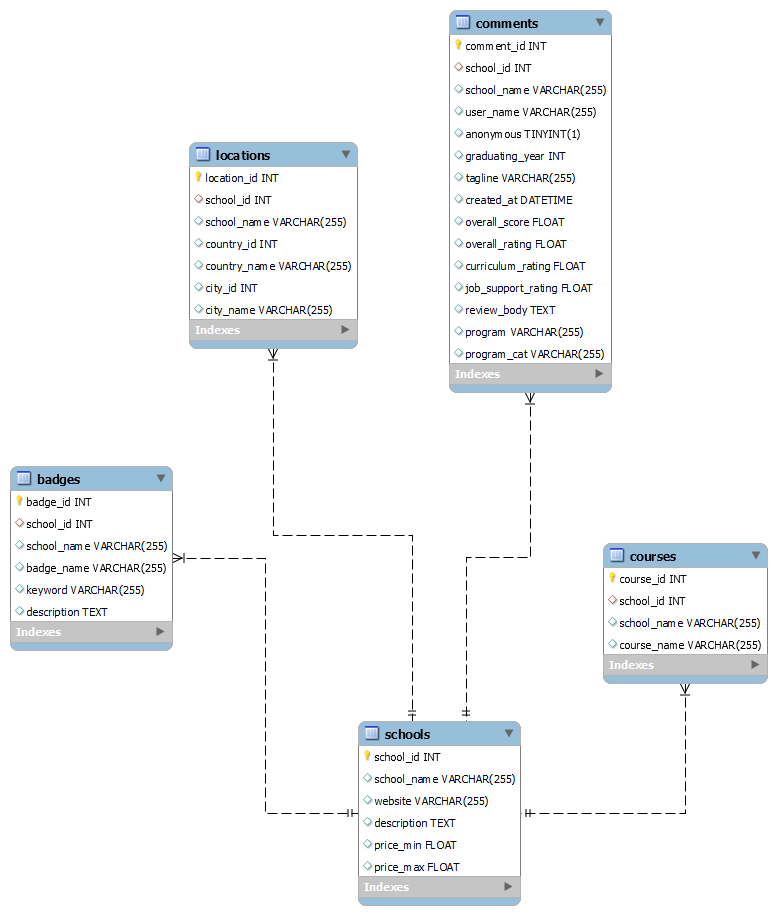 comments
comment_id INT
school_id INT
school_name VARCHAR(255)
user_name VARCHAR(255)
anonymous TINYINT(1)
graduating_year INT
tagline VARCHAR(255)
created_at DATETIME
overall_score FLOAT
overall_rating FLOAT
curriculum_rating FLOAT
job_support_rating FLOAT
review_body TEXT
program VARCHAR(255)
program_cat VARCHAR(255)
Indexes
locations
location_id INT
school_id INT
school_name VARCHAR(255)
country_id INT
country_name VARCHAR(255)
city_id INT
city_name VARCHAR(255)
Indexes
badges
badge_id INT
school_id INT
school_name VARCHAR(255)
badge_name VARCHAR(255)
keyword VARCHAR(255)
description TEXT
Indexes
courses
course_id INT
school_id INT
school_name VARCHAR(255)
course_name VARCHAR(255)
Indexes
schools
school_id INT
school_name VARCHAR(255)
website VARCHAR(255)
description TEXT
price_min FLOAT
price_max FLOAT
Indexes